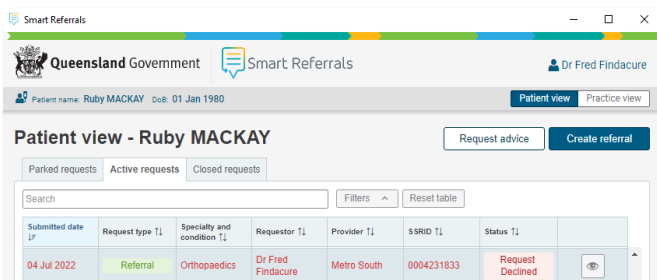 Smart Referrals
Queensland Government
Smart Referrals
Dr Fred Findacure
Patient name: Ruby MACKAY DoB: 01 Jan 1980
Patient view Practice view
Patient view - Ruby MACKAY
Request advice Create referral
Parked requests Active requests Closed requests
Search Filters Reset table
Submitted date Request type Specialty and condition Requestor Provider SSRID Status
04 Jul 2022 Referral Orthopaedics Dr Fred Findacure Metro South 0004231833 Request Declined